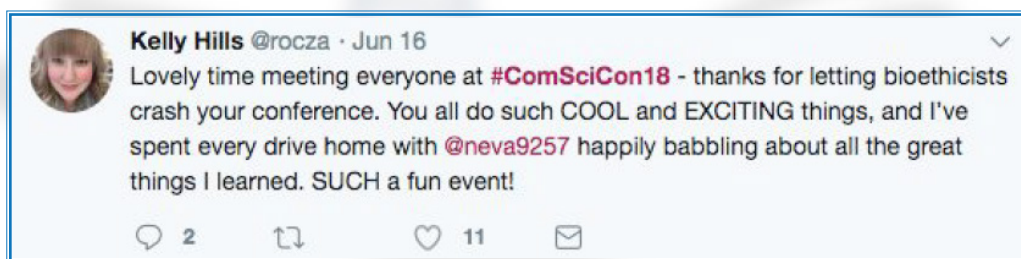 Kelly Hills @rocza · Jun 16
Lovely time meeting everyone at #ComSciCon18 - thanks for letting bioethicists
crash your conference. You all do such COOL and EXCITING things, and I've
spent every drive home with @neva9257 happily babbling about all the great
things I learned. SUCH a fun event!
2 11